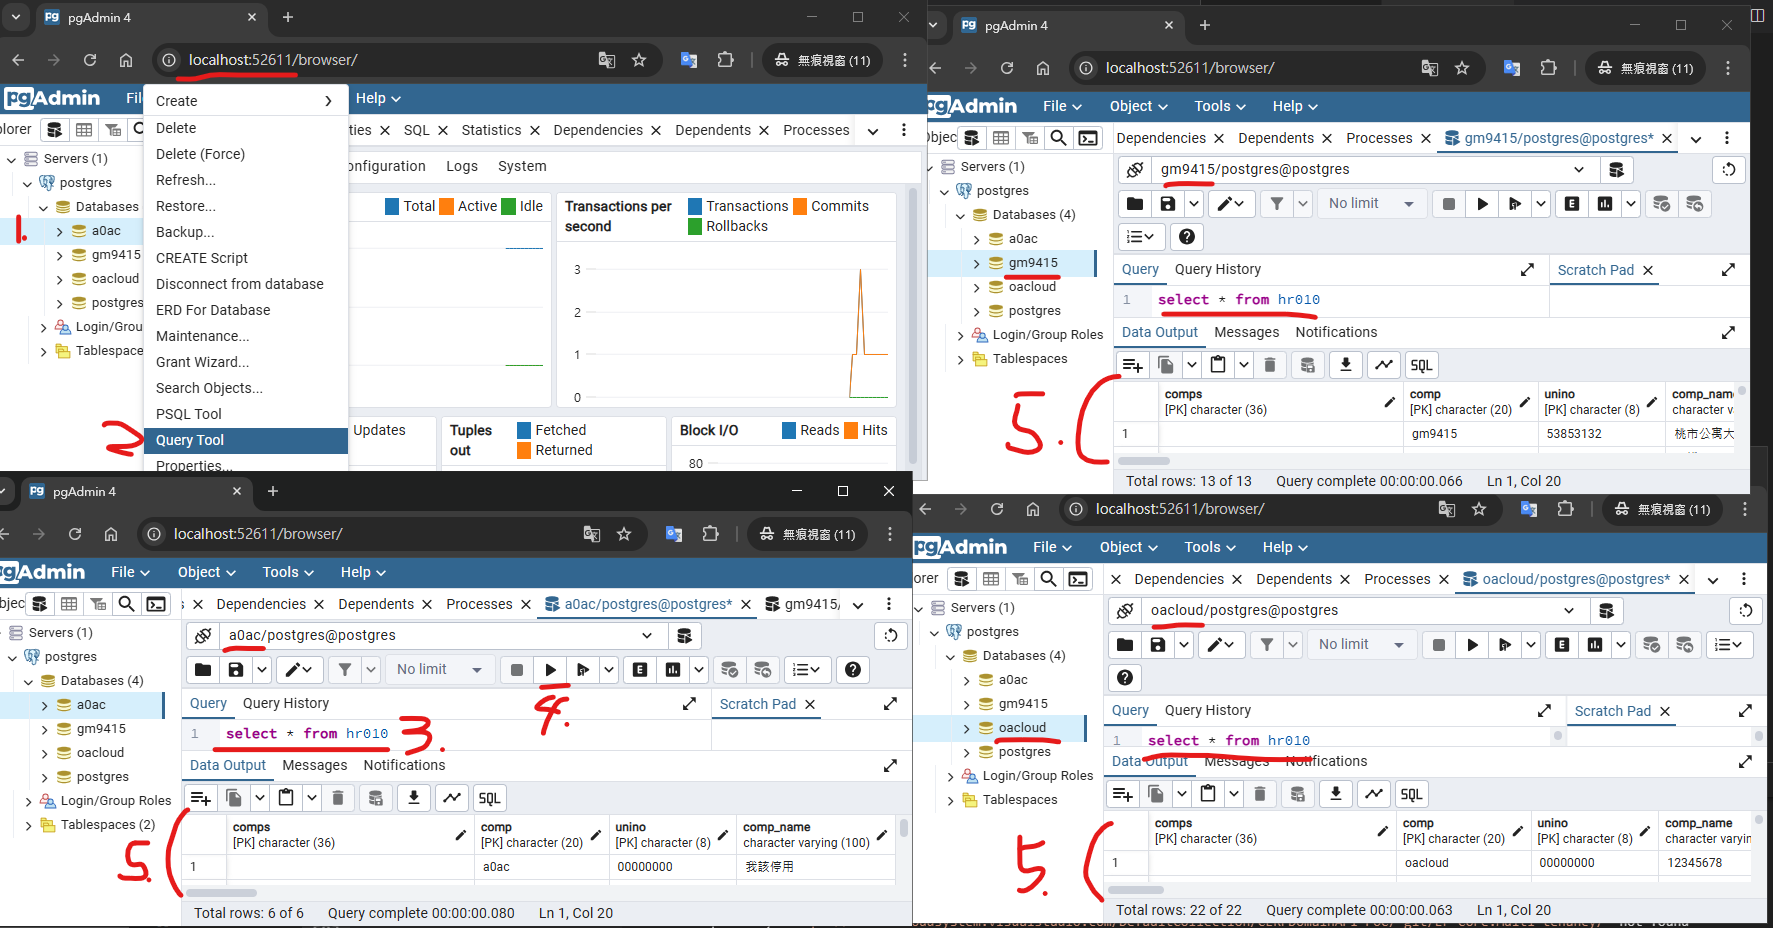 pgAdmin 4
localhost:52611/browser/
無痕視窗 (11)
pgAdmin
Help
Create
Delete
Delete (Force)
Refresh...
Restore...
Backup...
CREATE Script
Disconnect from database
ERD For Database
Maintenance...
Grant Wizard...
Search Objects...
PSQL Tool
2
Query Tool
Properties...
SQL
Statistics
Dependencies
Dependents
Processes
Servers (1)
postgres
Databases
1.
a0ac
gm9415
oacloud
postgres
Login/Grou
Tablespace
onfiguration
Logs
System
Total
Active
Idle
Transactions per second
Transactions
Commits
Rollbacks
3
2
1
0
Updates
Tuples out
Fetched
Returned
Block I/O
Reads
Hits
80
pgAdmin 4
localhost:52611/browser/
無痕視窗 (11)
pgAdmin
File
Object
Tools
Help
Dependencies
Dependents
Processes
gm9415/postgres@postgres*
Servers (1)
postgres
Databases (4)
a0ac
gm9415
oacloud
postgres
Login/Group Roles
Tablespaces
gm9415/postgres@postgres
No limit
Query
Query History
Scratch Pad
1 select * from hr010
Data Output
Messages
Notifications
SQL
5.
comps
[PK] character (36)
comp
[PK] character (20)
unino
[PK] character (8)
comp_nam
character v
1
gm9415
53853132
桃市公寓大
Total rows: 13 of 13
Query complete 00:00:00.066
Ln 1, Col 20
pgAdmin 4
localhost:52611/browser/
無痕視窗 (11)
pgAdmin
File
Object
Tools
Help
Dependencies
Dependents
Processes
a0ac/postgres@postgres*
gm9415/
Servers (1)
postgres
Databases (4)
a0ac
gm9415
oacloud
postgres
Login/Group Roles
Tablespaces (2)
a0ac/postgres@postgres
No limit
4.
Query
Query History
Scratch Pad
1 select * from hr010
3.
Data Output
Messages
Notifications
SQL
5.
comps
[PK] character (36)
comp
[PK] character (20)
unino
[PK] character (8)
comp_name
character varying (100)
1
a0ac
00000000
我該停用
Total rows: 6 of 6
Query complete 00:00:00.080
Ln 1, Col 20
localhost:52611/browser/
無痕視窗 (11)
pgAdmin
File
Object
Tools
Help
orer
Dependencies
Dependents
Processes
oacloud/postgres@postgres*
Servers (1)
postgres
Databases (4)
a0ac
gm9415
oacloud
postgres
Login/Group Roles
Tablespaces
oacloud/postgres@postgres
No limit
Query
Query History
Scratch Pad
1 select * from hr010
Data Output
Messages
Notifications
SQL
5.
comps
[PK] character (36)
comp
[PK] character (20)
unino
[PK] character (8)
comp_name
character varyin
1
oacloud
00000000
12345678
Total rows: 22 of 22
Query complete 00:00:00.063
Ln 1, Col 20